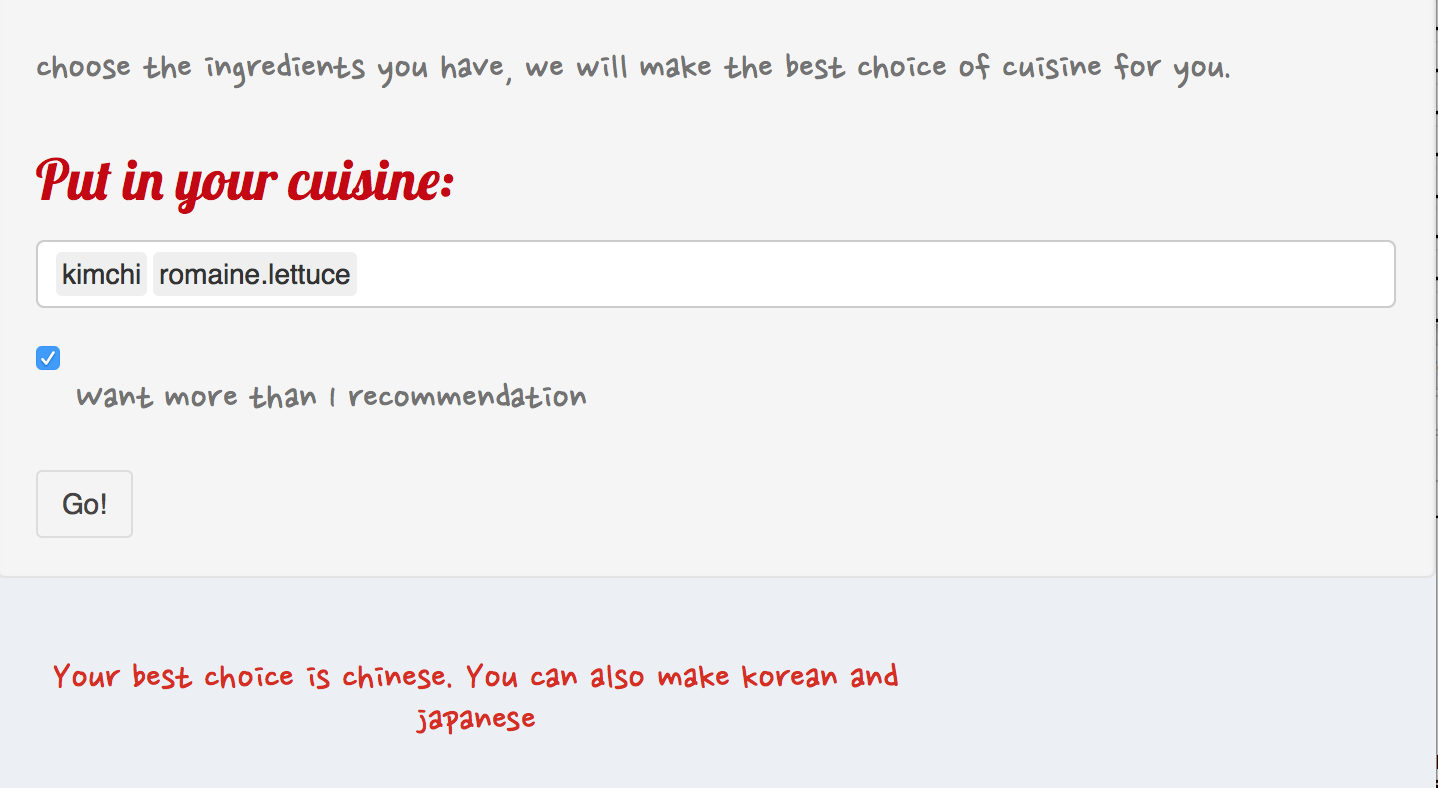 choose the ingredients you have, we will make the best choice of cuisine for you.
Put in your cuisine:
kimchi romaine.lettuce
Want more than 1 recommendation
Go!
Your best choice is chinese. You can also make korean and
japanese